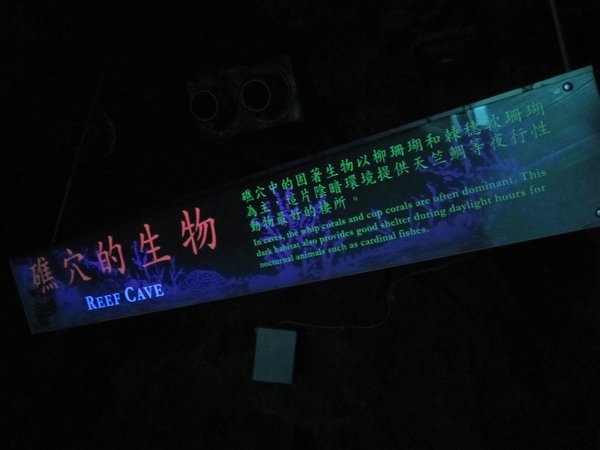 礁穴的生物
REEF CAVE
礁穴中的固著生物以柳珊瑚和棘穗軟珊瑚
為主。這片陰暗環境提供天竺鯛等夜行性
動物最好的棲所。
In caves, the whip corals and cup corals are often dominant. This
dark habitat also provides good shelter during daylight hours for
nocturnal animals such as cardinal fishes.